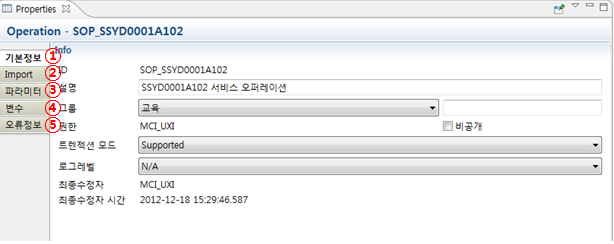 Properties
Operation - SOP_SSYD0001A102
기본정보 ① Info
Import ② ID SOP_SSYD0001A102
파라미터 ③ 설명 SSYD0001A102 서비스 오퍼레이션
변수 ④ 그룹 교육
오류정보 ⑤ 권한 MCI_UXI 비공개
트렌젝션 모드 Supported
로그레벨 N/A
최종수정자 MCI_UXI
최종수정자 시간 2012-12-18 15:29:46.587